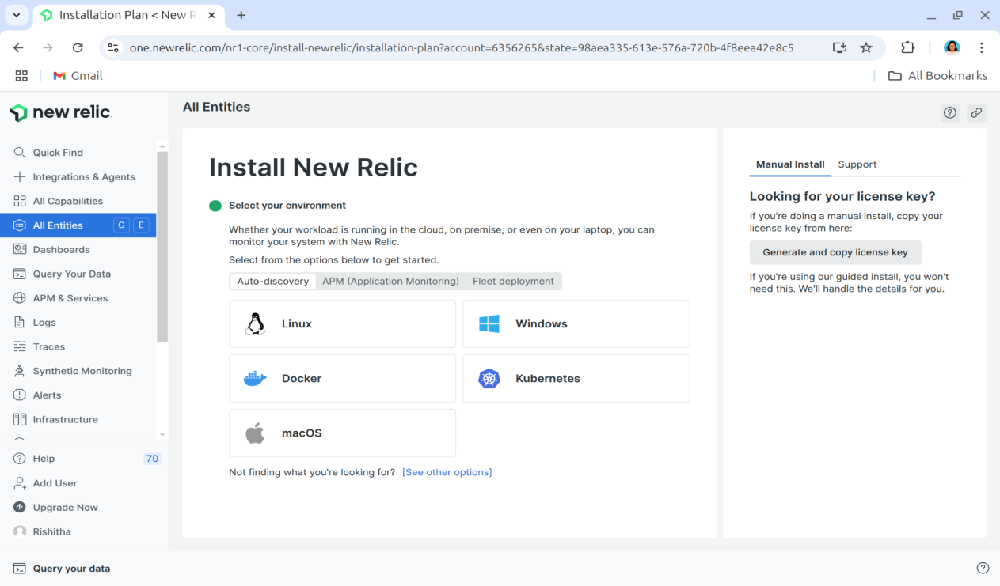 Installation Plan < New R
one.newrelic.com/nr1-core/install-newrelic/installation-plan?account=6356265&state=98aea335-613e-576a-720b-4f8eea42e8c5
Gmail
All Bookmarks
new relic
Quick Find
Integrations & Agents
All Capabilities
All Entities G E
Dashboards
Query Your Data
APM & Services
Logs
Traces
Synthetic Monitoring
Alerts
Infrastructure
Help 70
Add User
Upgrade Now
Rishitha
All Entities
Install New Relic
Select your environment
Whether your workload is running in the cloud, on premise, or even on your laptop, you can
monitor your system with New Relic.
Select from the options below to get started.
Auto-discovery APM (Application Monitoring) Fleet deployment
Linux
Windows
Docker
Kubernetes
macOS
Not finding what you're looking for? [See other options]
Manual Install Support
Looking for your license key?
If you're doing a manual install, copy your
license key from here:
Generate and copy license key
If you're using our guided install, you won't
need this. We'll handle the details for you.
Query your data